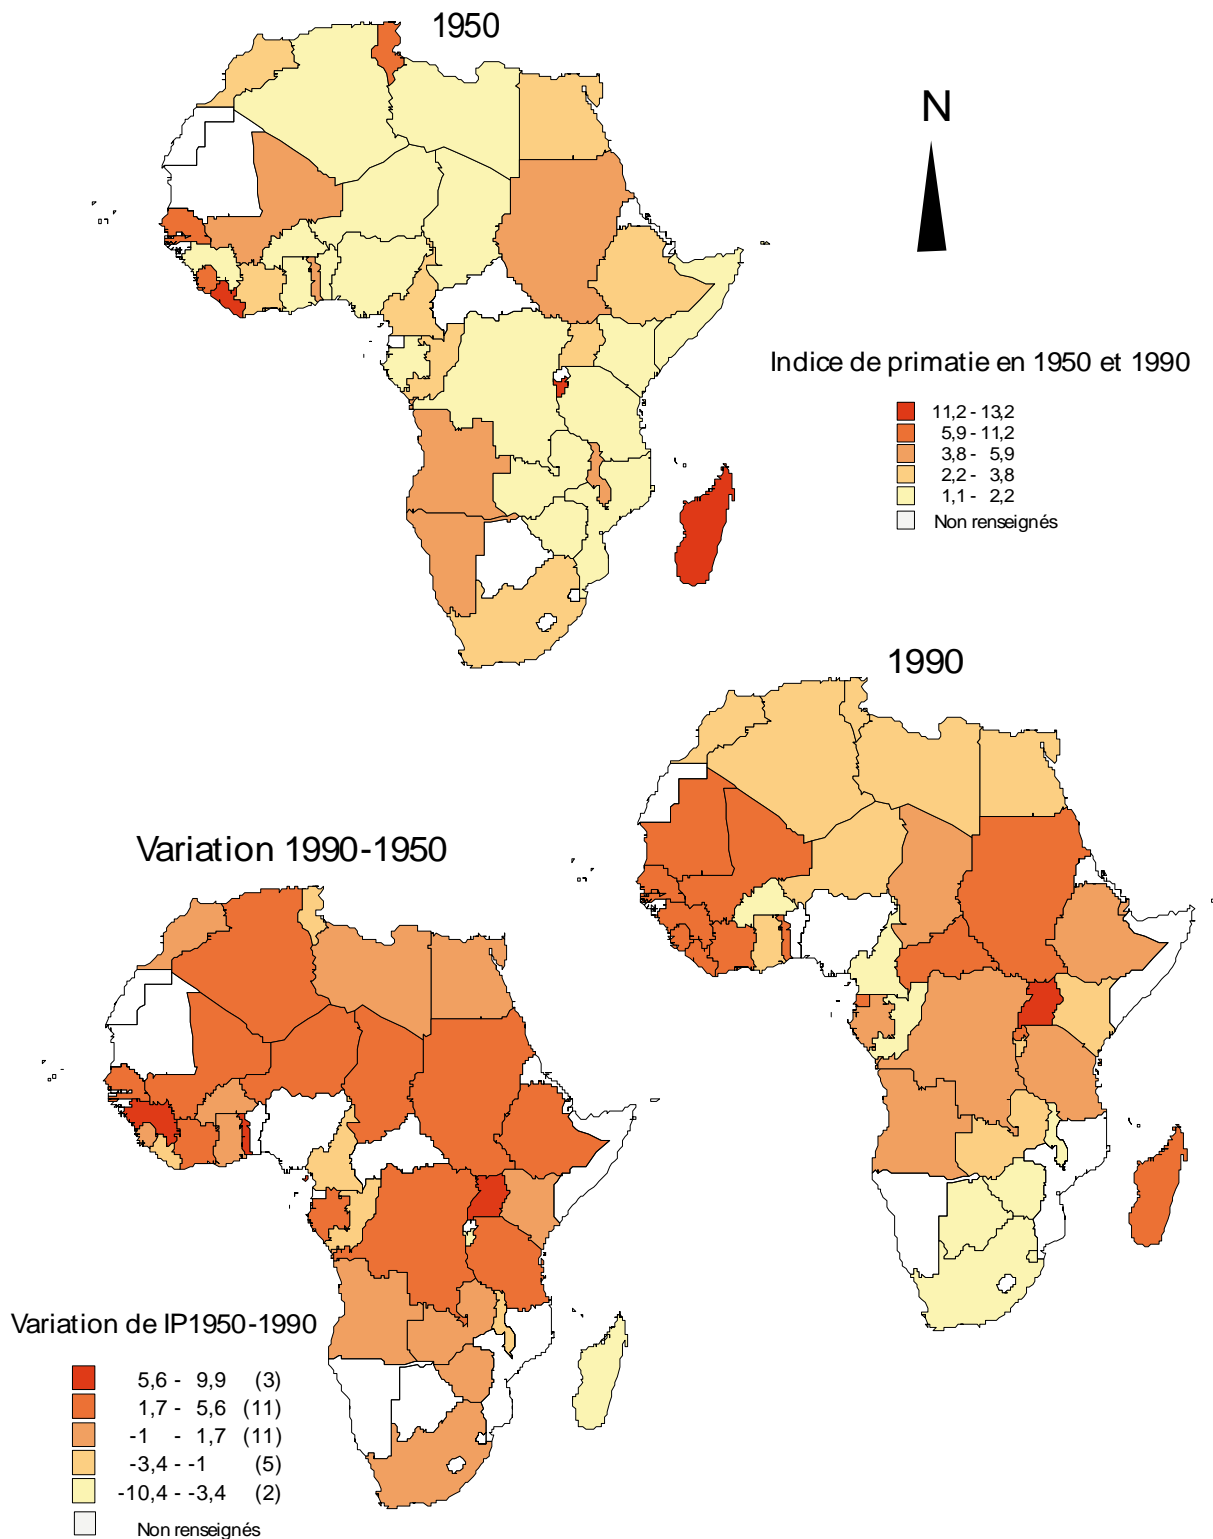 1950
N
Indice de primatie en 1950 et 1990
11,2 - 13,2
5,9 - 11,2
3,8 - 5,9
2,2 - 3,8
1,1 - 2,2
Non renseignés
1990
Variation 1990-1950
Variation de IP1950-1990
5,6 - 9,9 (3)
1,7 - 5,6 (11)
-1 - 1,7 (11)
-3,4 - -1 (5)
-10,4 - -3,4 (2)
Non renseignés